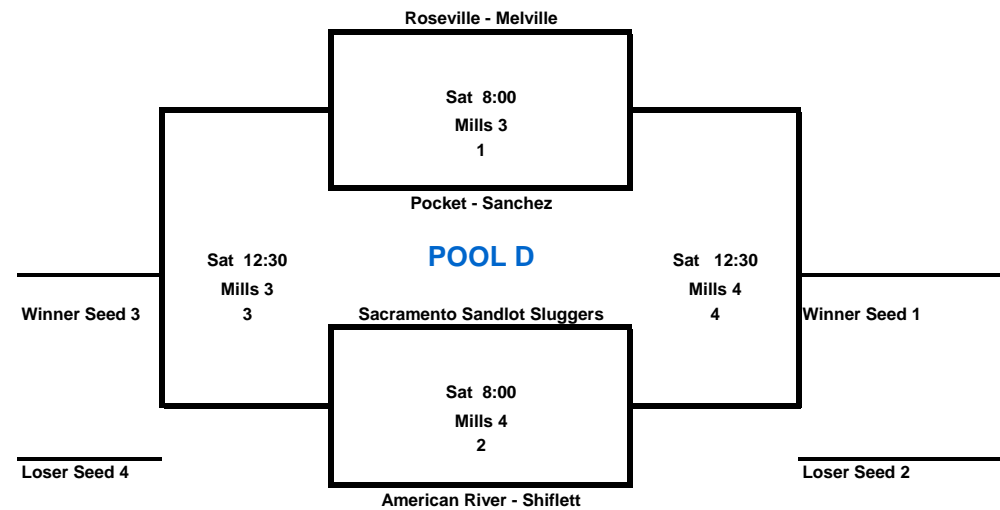 Roseville - Melville
Sat 8:00
Mills 3
1
Pocket - Sanchez
POOL D
Sat 12:30
Mills 3
3
Sat 12:30
Mills 4
4
Winner Seed 3
Sacramento Sandlot Sluggers
Winner Seed 1
Sat 8:00
Mills 4
2
Loser Seed 4
Loser Seed 2
American River - Shiflett